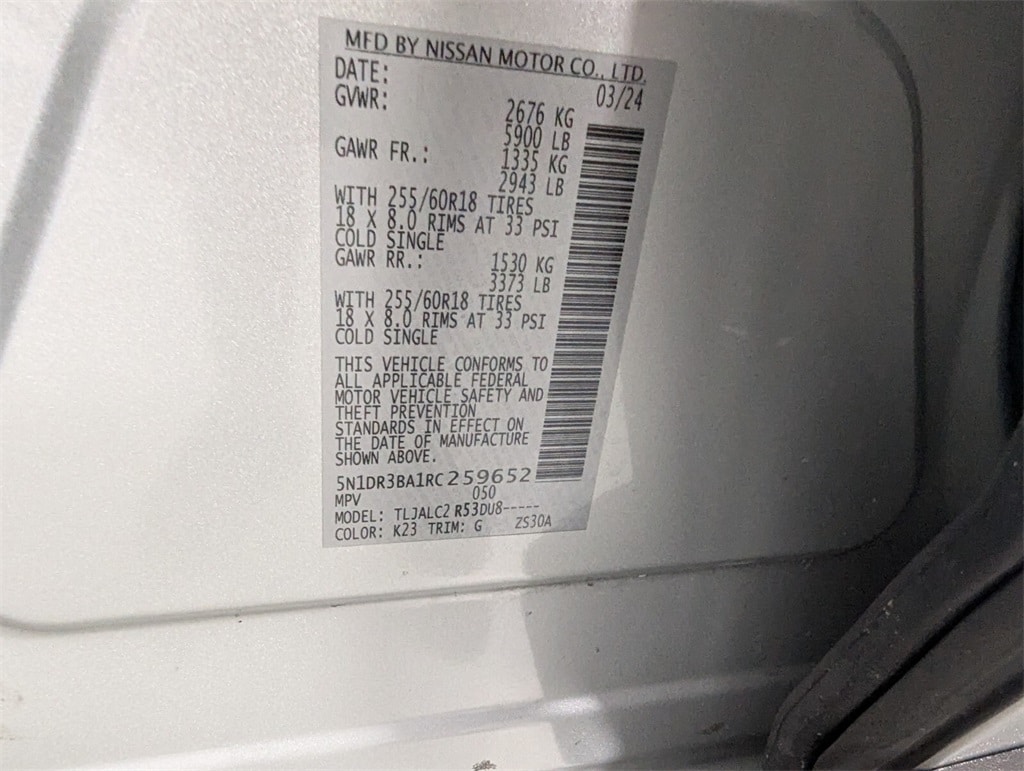 MFD BY NISSAN MOTOR CO., LTD.
DATE: 03/24
GVWR: 2676 KG
5900 LB
GAWR FR.: 1335 KG
2943 LB
WITH 255/60R18 TIRES
18 X 8.0 RIMS AT 33 PSI
COLD SINGLE
GAWR RR.: 1530 KG
3373 LB
WITH 255/60R18 TIRES
18 X 8.0 RIMS AT 33 PSI
COLD SINGLE
THIS VEHICLE CONFORMS TO
ALL APPLICABLE FEDERAL
MOTOR VEHICLE SAFETY AND
THEFT PREVENTION
STANDARDS IN EFFECT ON
THE DATE OF MANUFACTURE
SHOWN ABOVE.
5N1DR3BA1RC259652
MPV 050
MODEL: TLJALC2 R53DU8-----
COLOR: K23 TRIM: G ZS30A